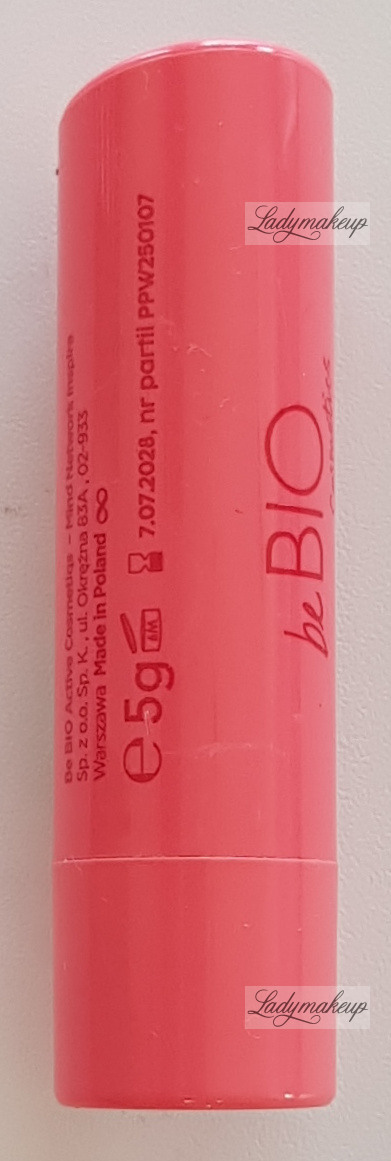 Be BIO Active Cosmetiqs - Mind Network Inspire
Sp. z o.o. Sp. K., ul. Okrężna 83A, 02-933
Warszawa Made in Poland
e 5g 6M 7.07.2028, nr partii PPW250107
be BIO
cosmetics
Ladymakeup
Ladymakeup